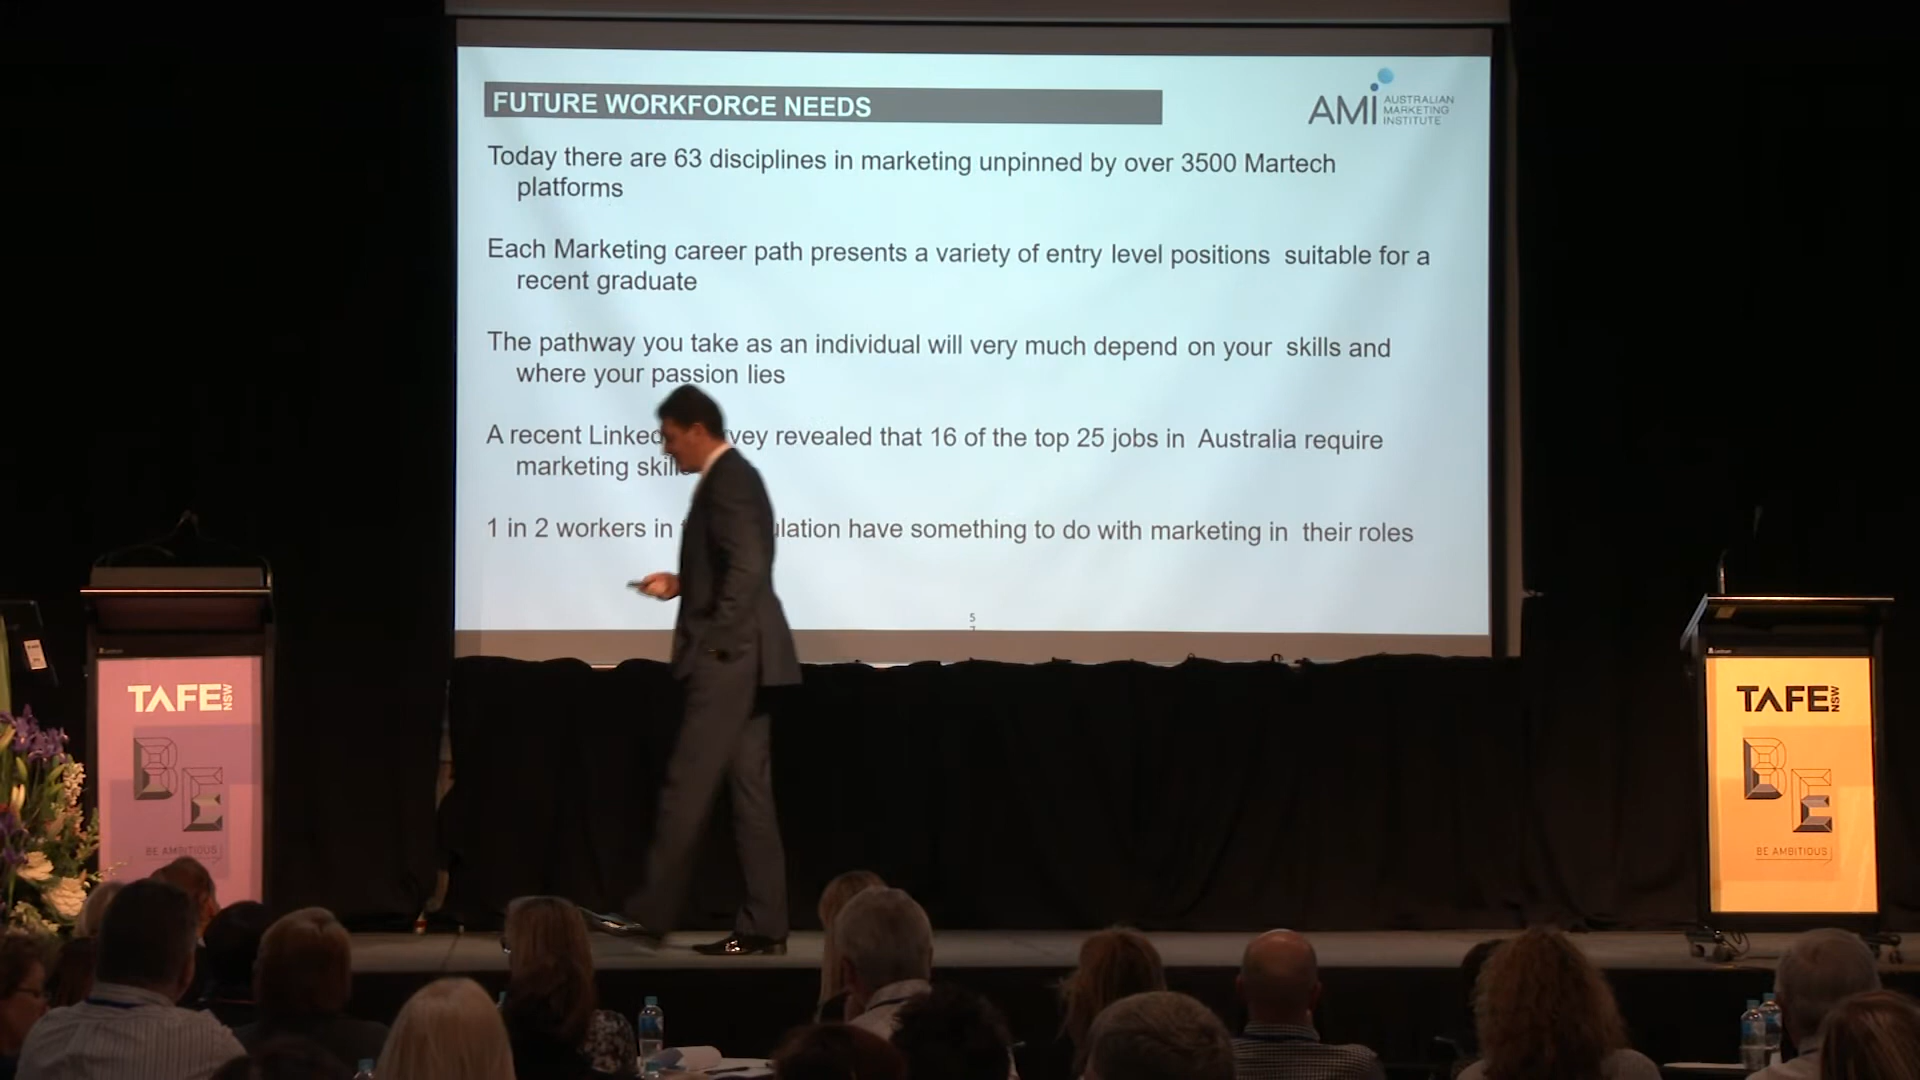 FUTURE WORKFORCE NEEDS
AMI AUSTRALIAN
MARKETING
INSTITUTE
Today there are 63 disciplines in marketing unpinned by over 3500 Martech
platforms
Each Marketing career path presents a variety of entry level positions suitable for a
recent graduate
The pathway you take as an individual will very much depend on your skills and
where your passion lies
A recent revealed that 16 of the top 25 jobs in Australia require
marketing
1 in 2 workers in have something to do with marketing in their roles
5
TAFE NSW
BE
BE AMBITIOUS
TAFE NSW
BE
BE AMBITIOUS